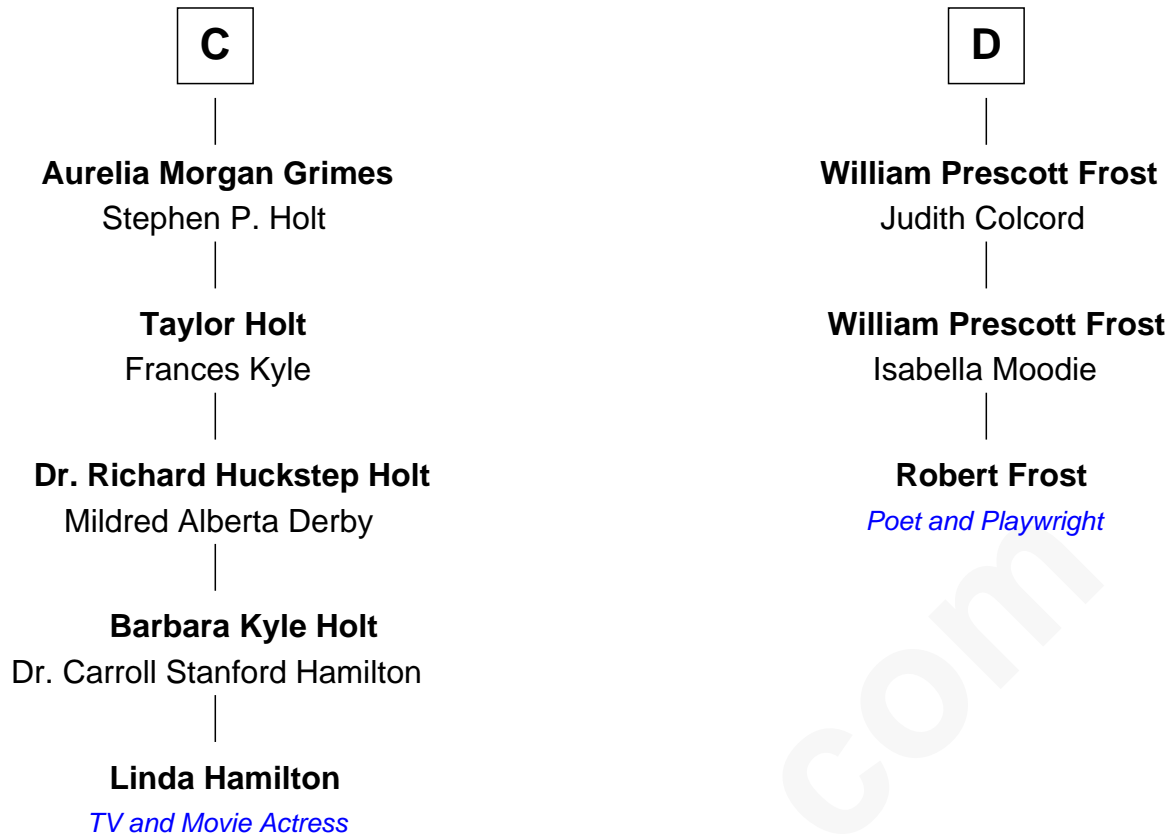 C
Aurelia Morgan Grimes
Stephen P. Holt
Taylor Holt
Frances Kyle
Dr. Richard Huckstep Holt
Mildred Alberta Derby
Barbara Kyle Holt
Dr. Carroll Stanford Hamilton
Linda Hamilton
TV and Movie Actress
D
William Prescott Frost
Judith Colcord
William Prescott Frost
Isabella Moodie
Robert Frost
Poet and Playwright
com